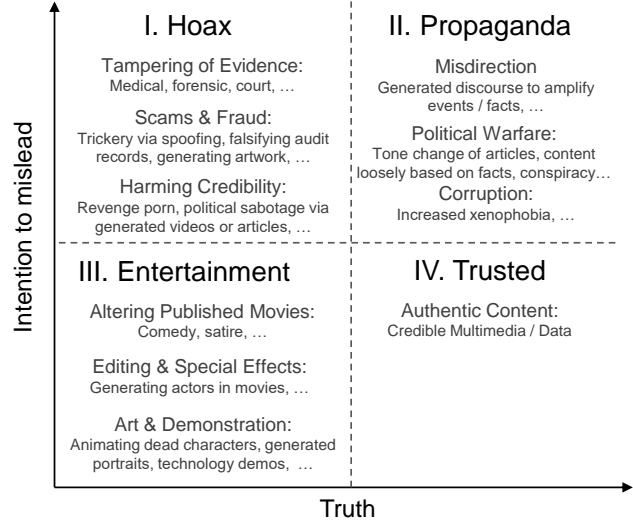 I. Hoax
Tampering of Evidence:
Medical, forensic, court, …
Scams & Fraud:
Trickery via spoofing, falsifying audit
records, generating artwork, …
Harming Credibility:
Revenge porn, political sabotage via
generated videos or articles, …
II. Propaganda
Misdirection
Generated discourse to amplify
events / facts, …
Political Warfare:
Tone change of articles, content
loosely based on facts, conspiracy…
Corruption:
Increased xenophobia, …
III. Entertainment
Altering Published Movies:
Comedy, satire, …
Editing & Special Effects:
Generating actors in movies, …
Art & Demonstration:
Animating dead characters, generated
portraits, technology demos, …
IV. Trusted
Authentic Content:
Credible Multimedia / Data
Intention to mislead
Truth